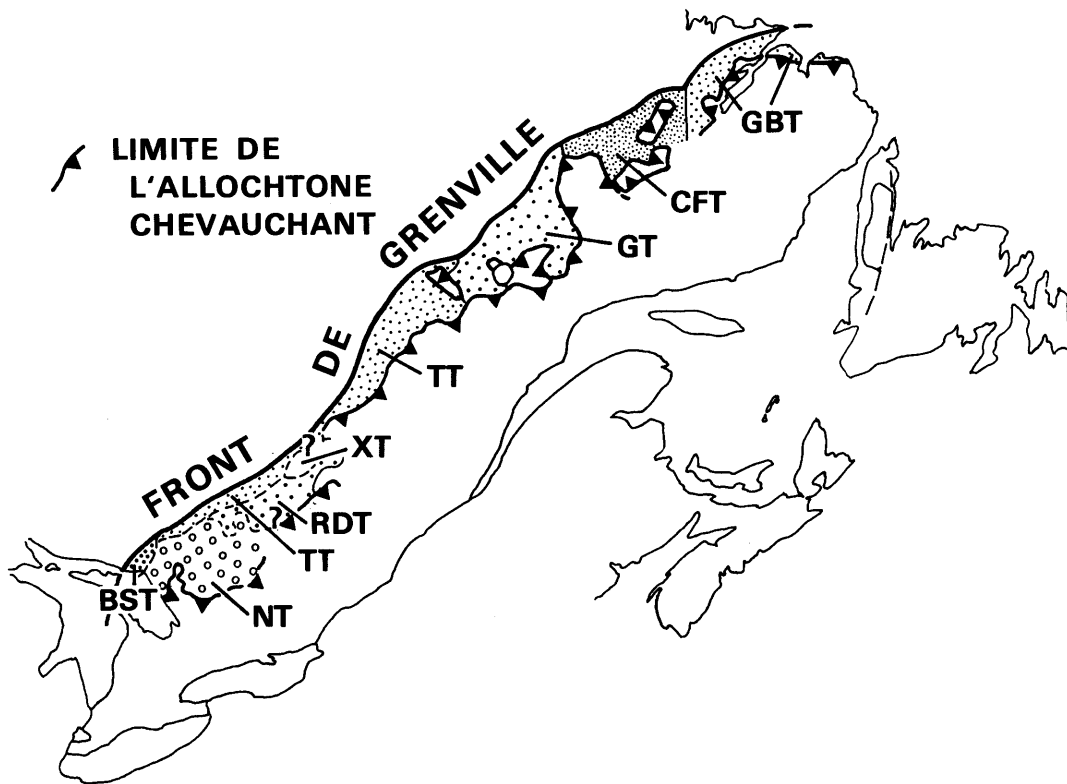 LIMITE DE
L'ALLOCHTONE
CHEVAUCHANT
FRONT DE GRENVILLE
GBT
CFT
GT
TT
?
XT
?
RDT
TT
BST
NT